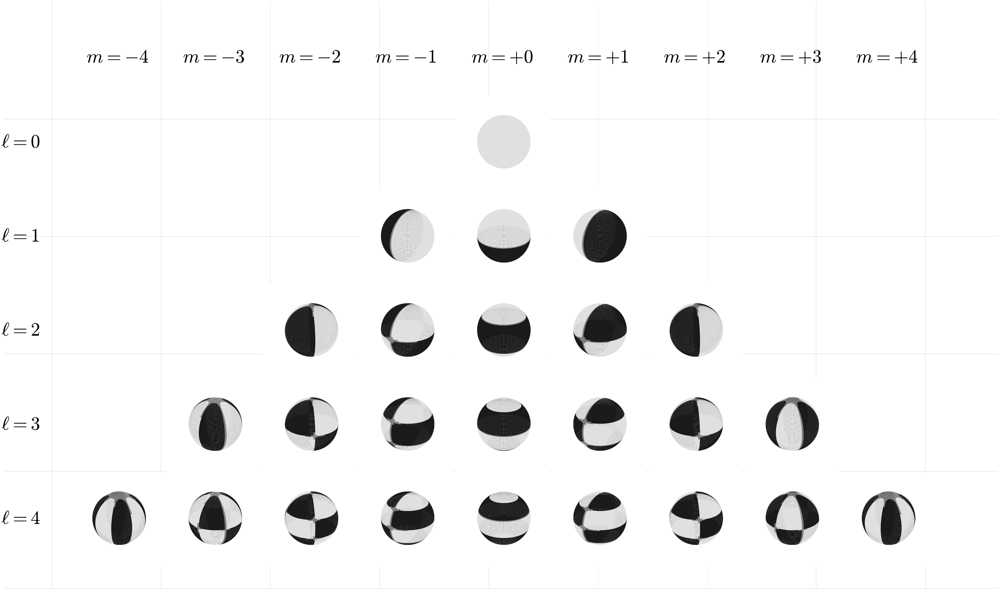 m = −4 m = −3 m = −2 m = −1 m = +0 m = +1 m = +2 m = +3 m = +4
ℓ = 0
ℓ = 1
ℓ = 2
ℓ = 3
ℓ = 4